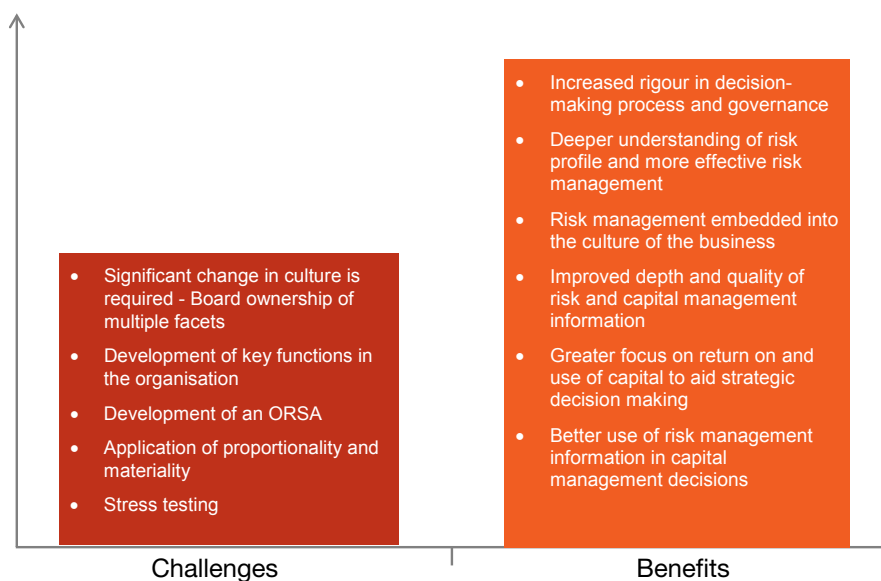 • Significant change in culture is
required - Board ownership of
multiple facets
• Development of key functions in
the organisation
• Development of an ORSA
• Application of proportionality and
materiality
• Stress testing
Challenges
• Increased rigour in decision-
making process and governance
• Deeper understanding of risk
profile and more effective risk
management
• Risk management embedded into
the culture of the business
• Improved depth and quality of
risk and capital management
information
• Greater focus on return on and
use of capital to aid strategic
decision making
• Better use of risk management
information in capital
management decisions
Benefits